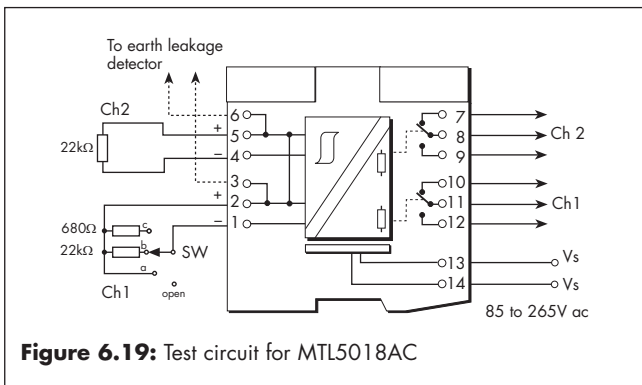 To earth leakage
detector
Ch2
22kΩ
+
–
+
–
6
5
4
3
2
1
680Ω
22kΩ
c
b
a
SW
open
Ch1
7
8
9
10
11
12
13
14
Ch 2
Ch1
Vs
Vs
85 to 265V ac
Figure 6.19: Test circuit for MTL5018AC